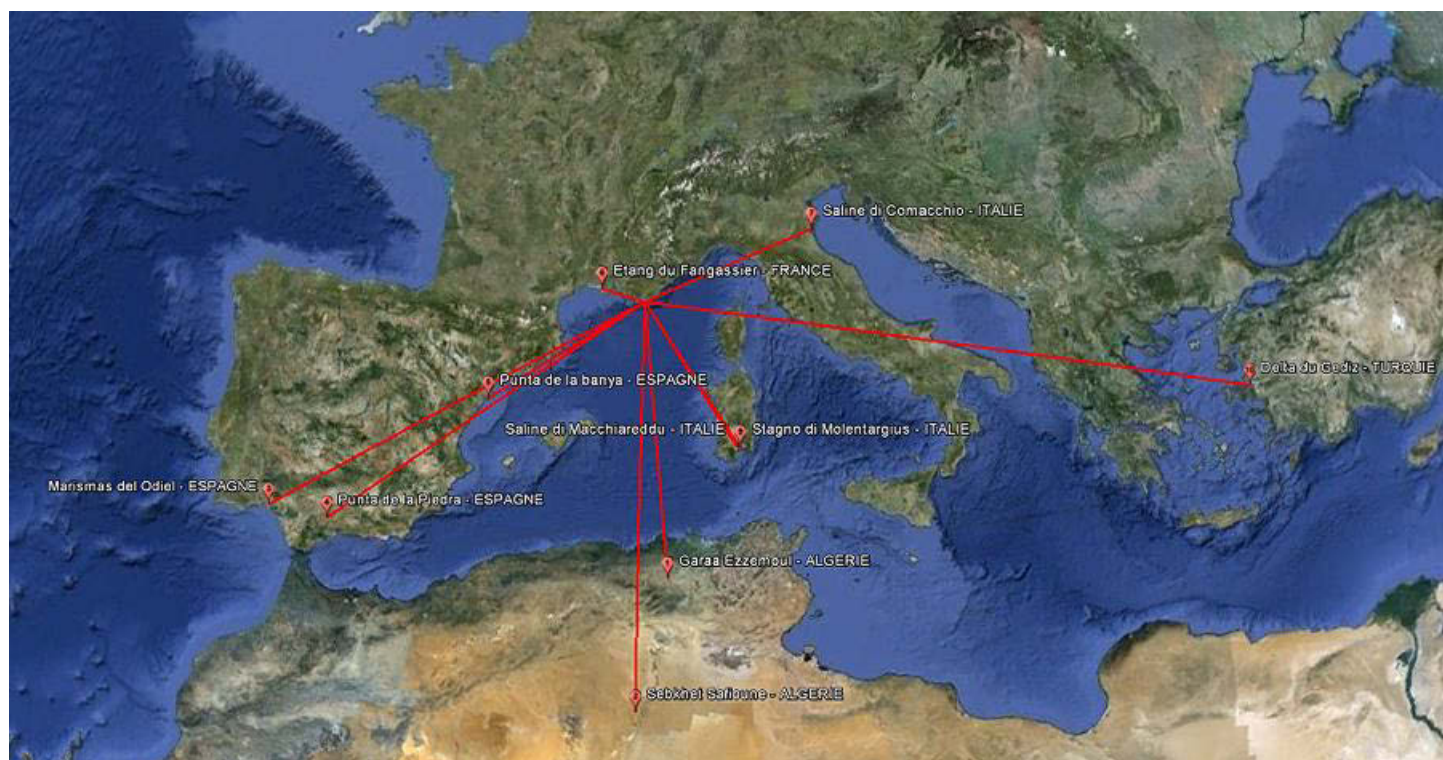 Saline di Comacchio - ITALIE
Etang du Fangassier - FRANCE
Delta du Gediz - TURQUIE
Punta de la banya - ESPAGNE
Saline di Macchiareddu - ITALIE
Stagno di Molentargius - ITALIE
Marismas del Odiel - ESPAGNE
Punta de la Piedra - ESPAGNE
Garaa Ezzemoul - ALGERIE
Sebkhet Safioune - ALGERIE